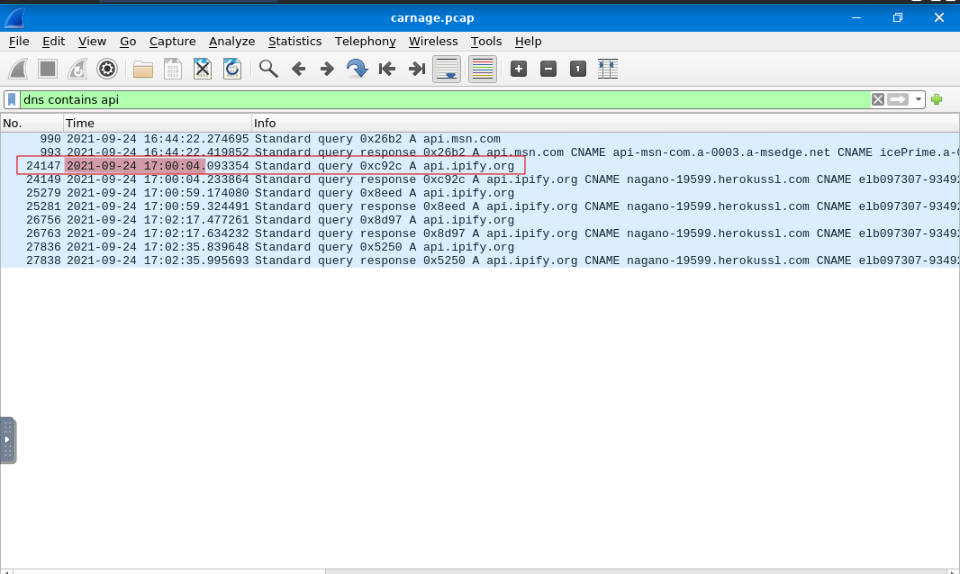 carnage.pcap
File Edit View Go Capture Analyze Statistics Telephony Wireless Tools Help
dns contains api
No. Time Info
990 2021-09-24 16:44:22.274695 Standard query 0x26b2 A api.msn.com
993 2021-09-24 16:44:22.419852 Standard query response 0x26b2 A api.msn.com CNAME api-msn-com.a-0003.a-msedge.net CNAME icePrime.a-
24147 2021-09-24 17:00:04.093354 Standard query 0xc92c A api.ipify.org
24149 2021-09-24 17:00:04.233864 Standard query response 0xc92c A api.ipify.org CNAME nagano-19599.herokussl.com CNAME elb097307-9349
25279 2021-09-24 17:00:59.174080 Standard query 0x8eed A api.ipify.org
25281 2021-09-24 17:00:59.324491 Standard query response 0x8eed A api.ipify.org CNAME nagano-19599.herokussl.com CNAME elb097307-9349
26756 2021-09-24 17:02:17.477261 Standard query 0x8d97 A api.ipify.org
26763 2021-09-24 17:02:17.634232 Standard query response 0x8d97 A api.ipify.org CNAME nagano-19599.herokussl.com CNAME elb097307-9349
27836 2021-09-24 17:02:35.839648 Standard query 0x5250 A api.ipify.org
27838 2021-09-24 17:02:35.995693 Standard query response 0x5250 A api.ipify.org CNAME nagano-19599.herokussl.com CNAME elb097307-9349